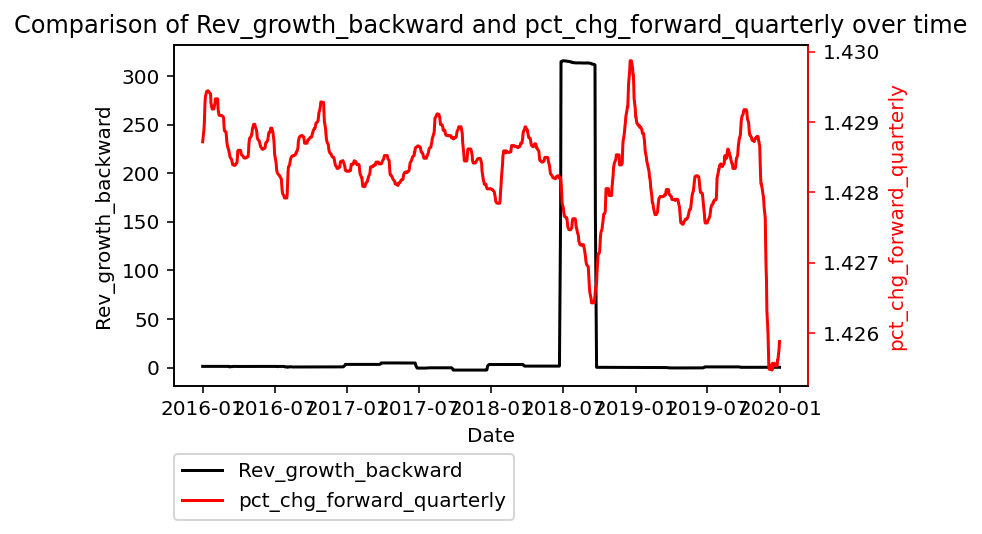 Comparison of Rev_growth_backward and pct_chg_forward_quarterly over time
Rev_growth_backward
300
250
200
150
100
50
0
1.430
1.429
1.428
1.427
1.426
pct_chg_forward_quarterly
2016-01 2016-07 2017-01 2017-07 2018-01 2018-07 2019-01 2019-07 2020-01
Date
Rev_growth_backward
pct_chg_forward_quarterly